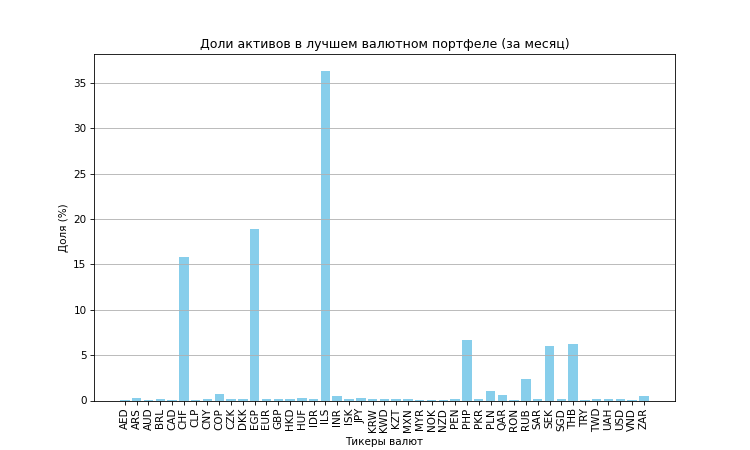 Доли активов в лучшем валютном портфеле (за месяц)
Доля (%)
35
30
25
20
15
10
5
0
AED ARS AUD BRL CAD CHF CLP CNY COP CZK DKK EGP EUR GBP HKD HUF IDR ILS INR ISK JPY KRW KWD KZT MXN MYR NOK NZD PEN PHP PKR PLN QAR RON RUB SAR SEK SGD THB TRY TWD UAH USD VND ZAR
Тикеры валют